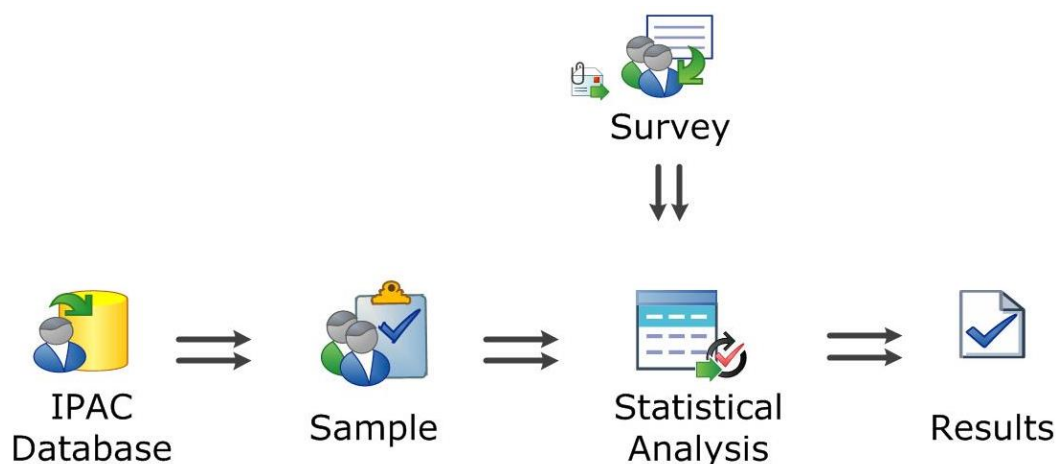 Survey
IPAC
Database
Sample
Statistical
Analysis
Results